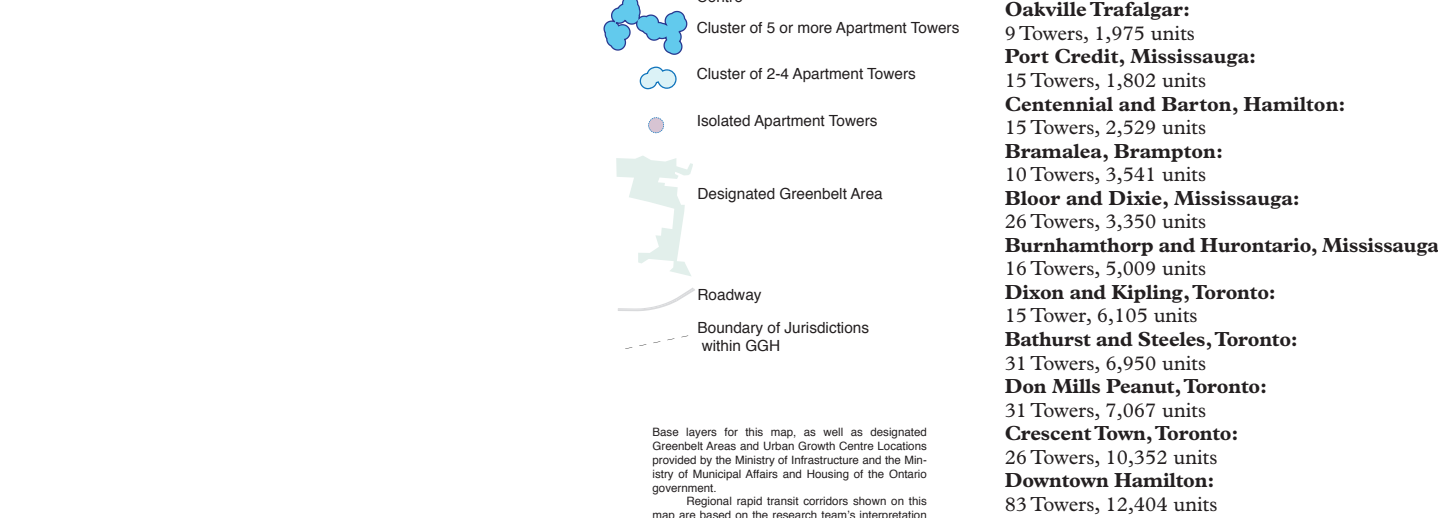 Centre
Cluster of 5 or more Apartment Towers
Cluster of 2-4 Apartment Towers
Isolated Apartment Towers
Designated Greenbelt Area
Roadway
Boundary of Jurisdictions
within GGH
Base layers for this map, as well as designated
Greenbelt Areas and Urban Growth Centre Locations
provided by the Ministry of Infrastructure and the Min-
istry of Municipal Affairs and Housing of the Ontario
government.
Regional rapid transit corridors shown on this
map are based on the research team's interpretation
Oakville Trafalgar:
9 Towers, 1,975 units
Port Credit, Mississauga:
15 Towers, 1,802 units
Centennial and Barton, Hamilton:
15 Towers, 2,529 units
Bramalea, Brampton:
10 Towers, 3,541 units
Bloor and Dixie, Mississauga:
26 Towers, 3,350 units
Burnhamthorp and Hurontario, Mississauga
16 Towers, 5,009 units
Dixon and Kipling, Toronto:
15 Tower, 6,105 units
Bathurst and Steeles, Toronto:
31 Towers, 6,950 units
Don Mills Peanut, Toronto:
31 Towers, 7,067 units
Crescent Town, Toronto:
26 Towers, 10,352 units
Downtown Hamilton:
83 Towers, 12,404 units